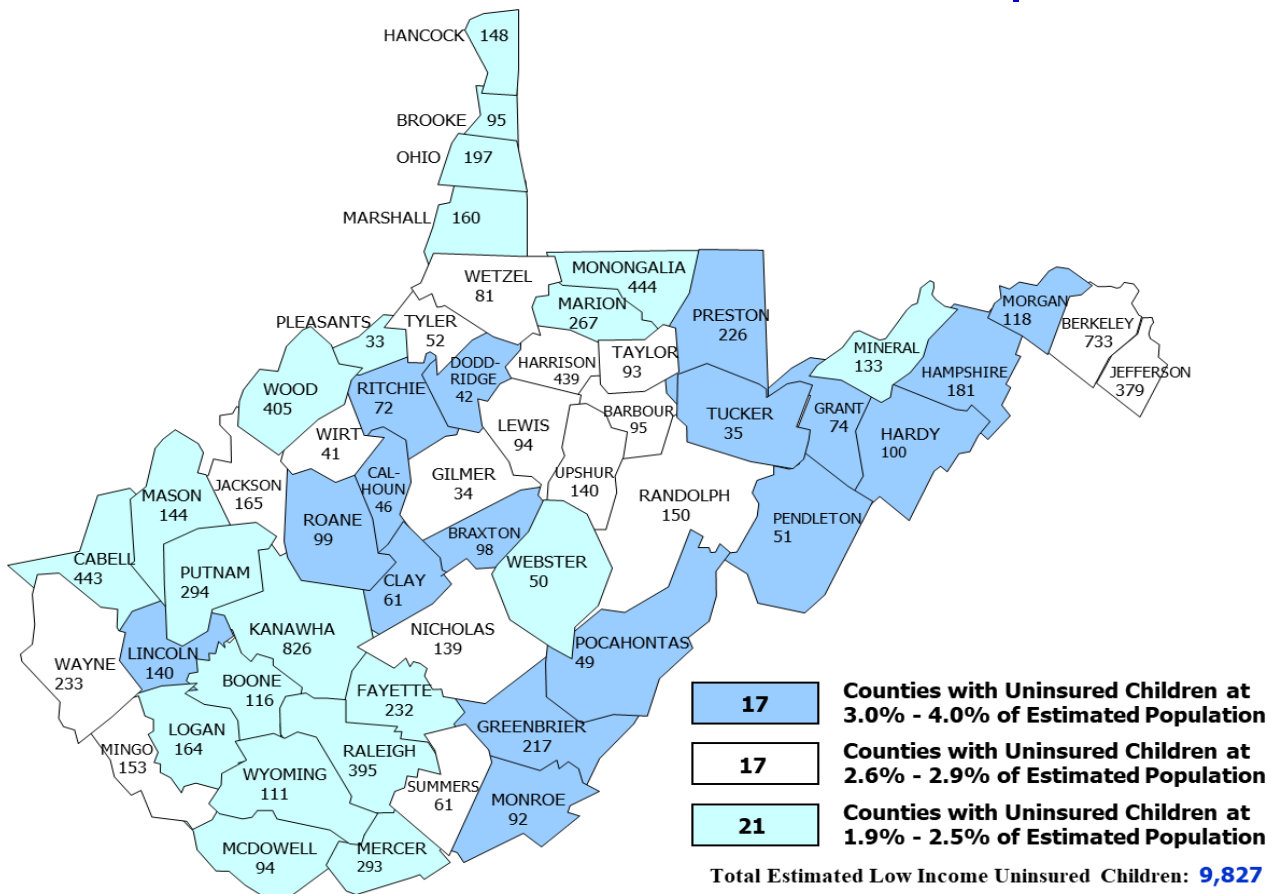 HANCOCK 148
BROOKE 95
OHIO 197
MARSHALL 160
WETZEL
81
MONONGALIA
444
MARION
267
PRESTON
226
PLEASANTS
33
TYLER
52
DODD-
RIDGE
42
HARRISON
439
TAYLOR
93
MINERAL
133
MORGAN
118
BERKELEY
733
JEFFERSON
379
HAMPSHIRE
181
WOOD
405
RITCHIE
72
WIRT
41
LEWIS
94
BARBOUR
95
TUCKER
35
GRANT
74
HARDY
100
JACKSON
165
CAL-
HOUN
46
GILMER
34
UPSHUR
140
RANDOLPH
150
PENDLETON
51
MASON
144
ROANE
99
BRAXTON
98
WEBSTER
50
CABELL
443
PUTNAM
294
CLAY
61
KANAWHA
826
NICHOLAS
139
POCAHONTAS
49
WAYNE
233
LINCOLN
140
BOONE
116
FAYETTE
232
GREENBRIER
217
LOGAN
164
MINGO
153
RALEIGH
395
WYOMING
111
SUMMERS
61
MONROE
92
MCDOWELL
94
MERCER
293
17 Counties with Uninsured Children at
3.0% - 4.0% of Estimated Population
17 Counties with Uninsured Children at
2.6% - 2.9% of Estimated Population
21 Counties with Uninsured Children at
1.9% - 2.5% of Estimated Population
Total Estimated Low Income Uninsured Children: 9,827